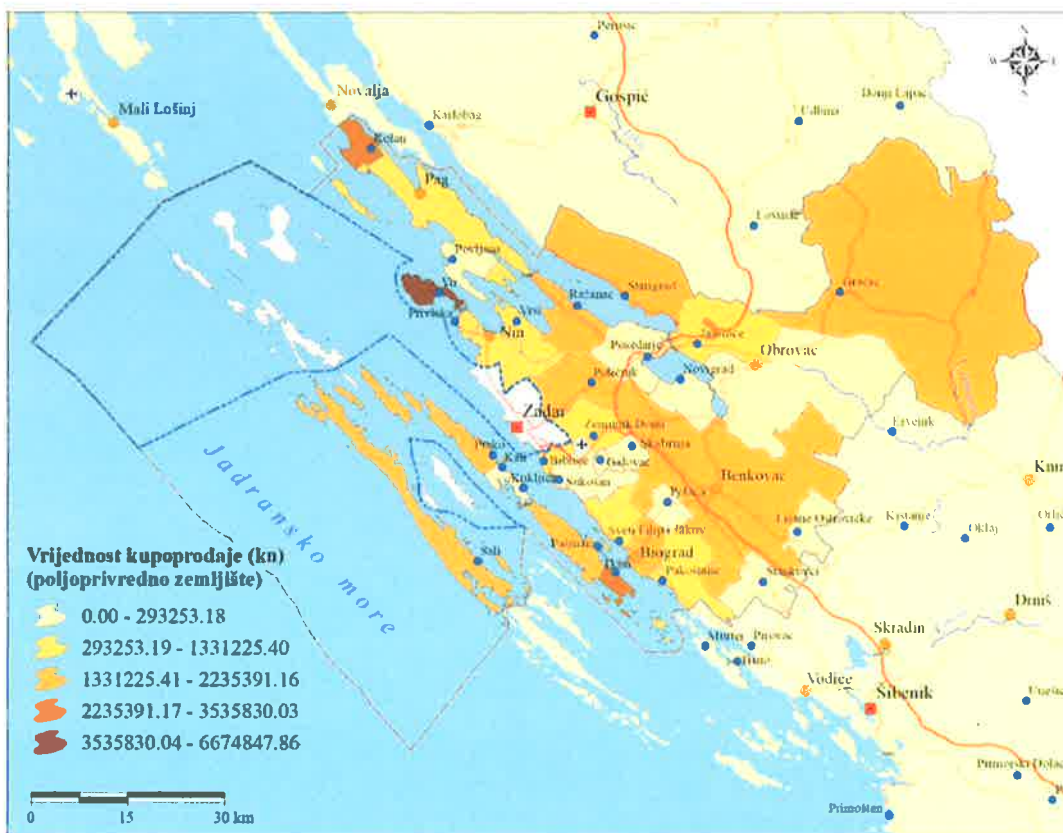 N
W
E
S
Mali Lošinj
Novalja
Karlobag
Perušić
Gospić
Udbina
Donji Lapac
Kolan
Pag
Lovinac
Povljana
Vir
Privlaka
Nin
Vrsi
Ražanac
Starigrad
Gračac
Jasenice
Posedarje
Novigrad
Obrovac
Poličnik
Zadar
Zemunik Donji
Škabrnja
Ervenik
Preko
Kali
Kukljica
Bibinje
Sukošan
Galovac
Benkovac
Polača
Knin
Lišane Ostrovičke
Kistanje
Oklaj
Sveti Filip i Jakov
Pašman
Biograd
Tkon
Sali
Pakoštane
Stankovci
Drniš
Murter
Pirovac
Tisno
Skradin
Vodice
Šibenik
Primorski Dolac
Primošten
Jadransko more
Vrijednost kupoprodaje (kn)
(poljoprivredno zemljište)
0.00 - 293253.18
293253.19 - 1331225.40
1331225.41 - 2235391.16
2235391.17 - 3535830.03
3535830.04 - 6674847.86
0 15 30 km